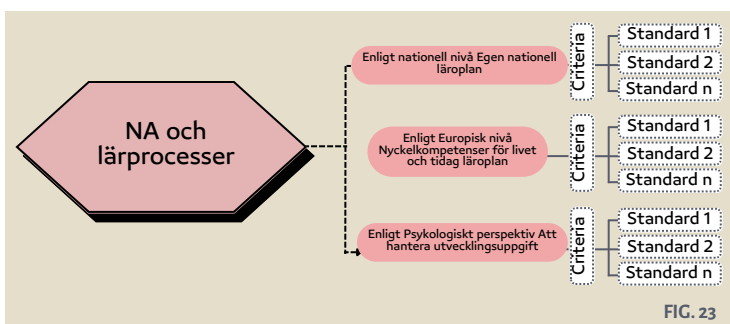 NA och
lärprocesser
Enligt nationell nivå Egen nationell
läroplan
Criteria
Standard 1
Standard 2
Standard n
Enligt Europisk nivå
Nyckelkompetenser för livet
och tidag läroplan
Criteria
Standard 1
Standard 2
Standard n
Enligt Psykologiskt perspektiv Att
hantera utvecklingsuppgift
Criteria
Standard 1
Standard 2
Standard n
FIG. 23